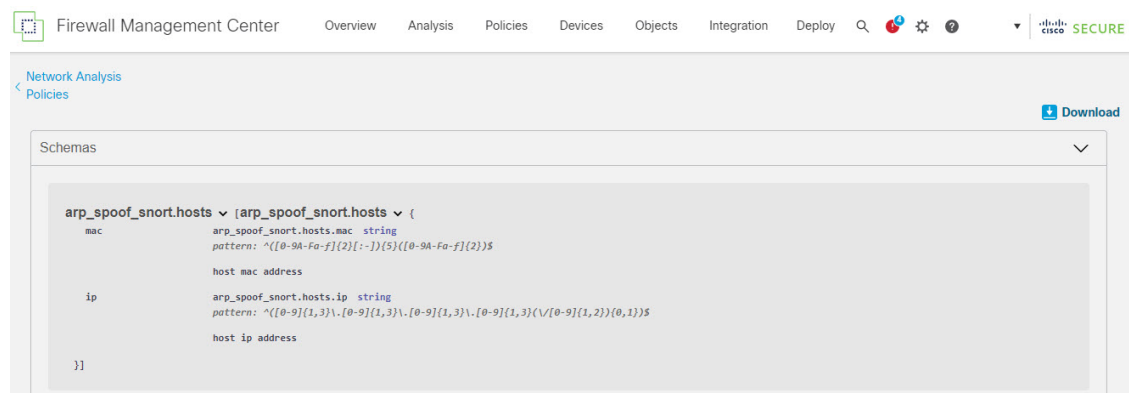 Firewall Management Center Overview Analysis Policies Devices Objects Integration Deploy 4 ? cisco SECURE
Network Analysis
Policies
Download
Schemas
arp_spoof_snort.hosts [arp_spoof_snort.hosts {
mac arp_spoof_snort.hosts.mac string
pattern: ^([0-9A-Fa-f]{2}[:-]){5}([0-9A-Fa-f]{2})$
host mac address
ip arp_spoof_snort.hosts.ip string
pattern: ^([0-9]{1,3}\.[0-9]{1,3}\.[0-9]{1,3}\.[0-9]{1,3}(\/[0-9]{1,2}){0,1})$
host ip address
}]